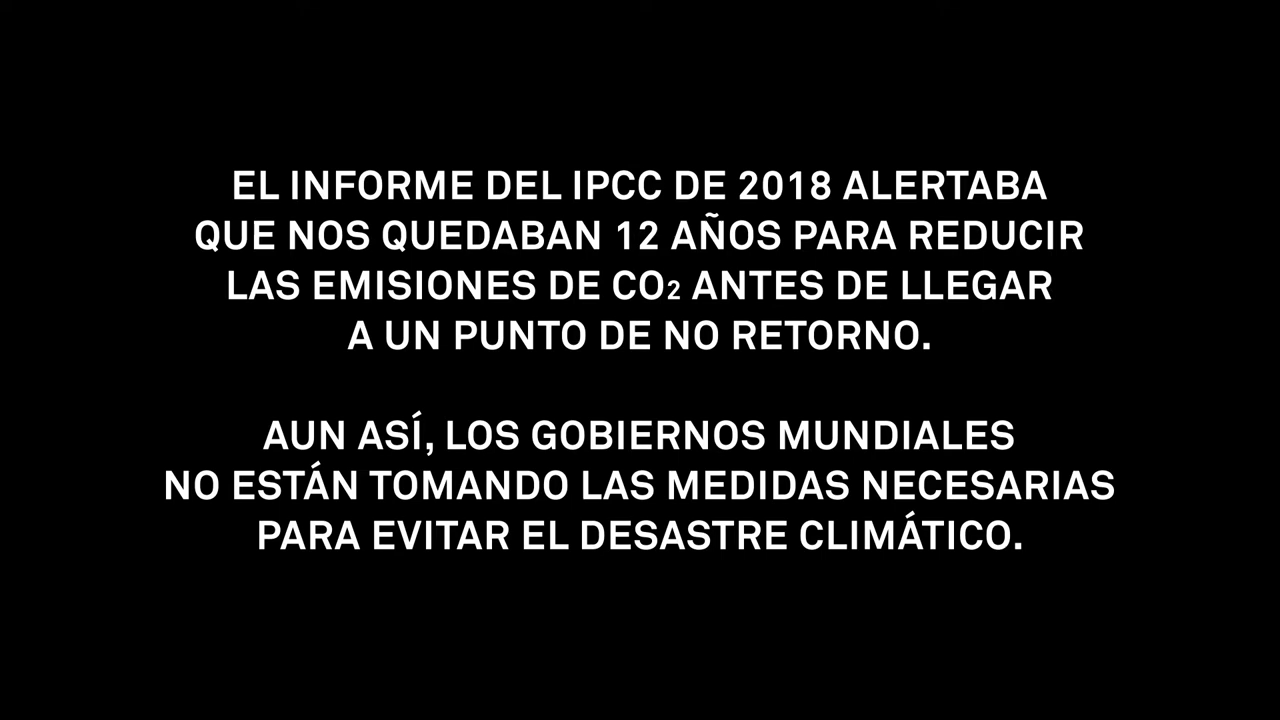 EL INFORME DEL IPCC DE 2018 ALERTABA
QUE NOS QUEDABAN 12 AÑOS PARA REDUCIR
LAS EMISIONES DE CO₂ ANTES DE LLEGAR
A UN PUNTO DE NO RETORNO.
AUN ASÍ, LOS GOBIERNOS MUNDIALES
NO ESTÁN TOMANDO LAS MEDIDAS NECESARIAS
PARA EVITAR EL DESASTRE CLIMÁTICO.